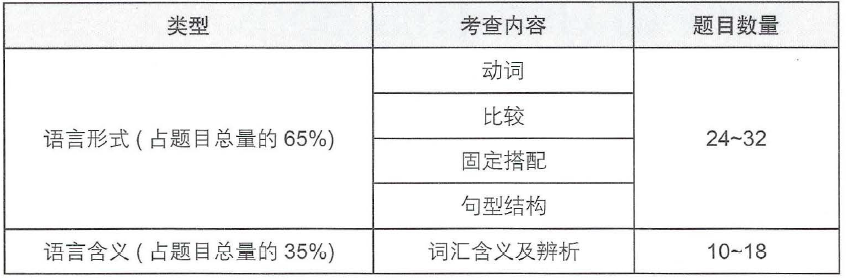 类型 考查内容 题目数量
语言形式 ( 占题目总量的 65%) 动词 24~32
比较
固定搭配
句型结构
语言含义 ( 占题目总量的 35%) 词汇含义及辨析 10~18